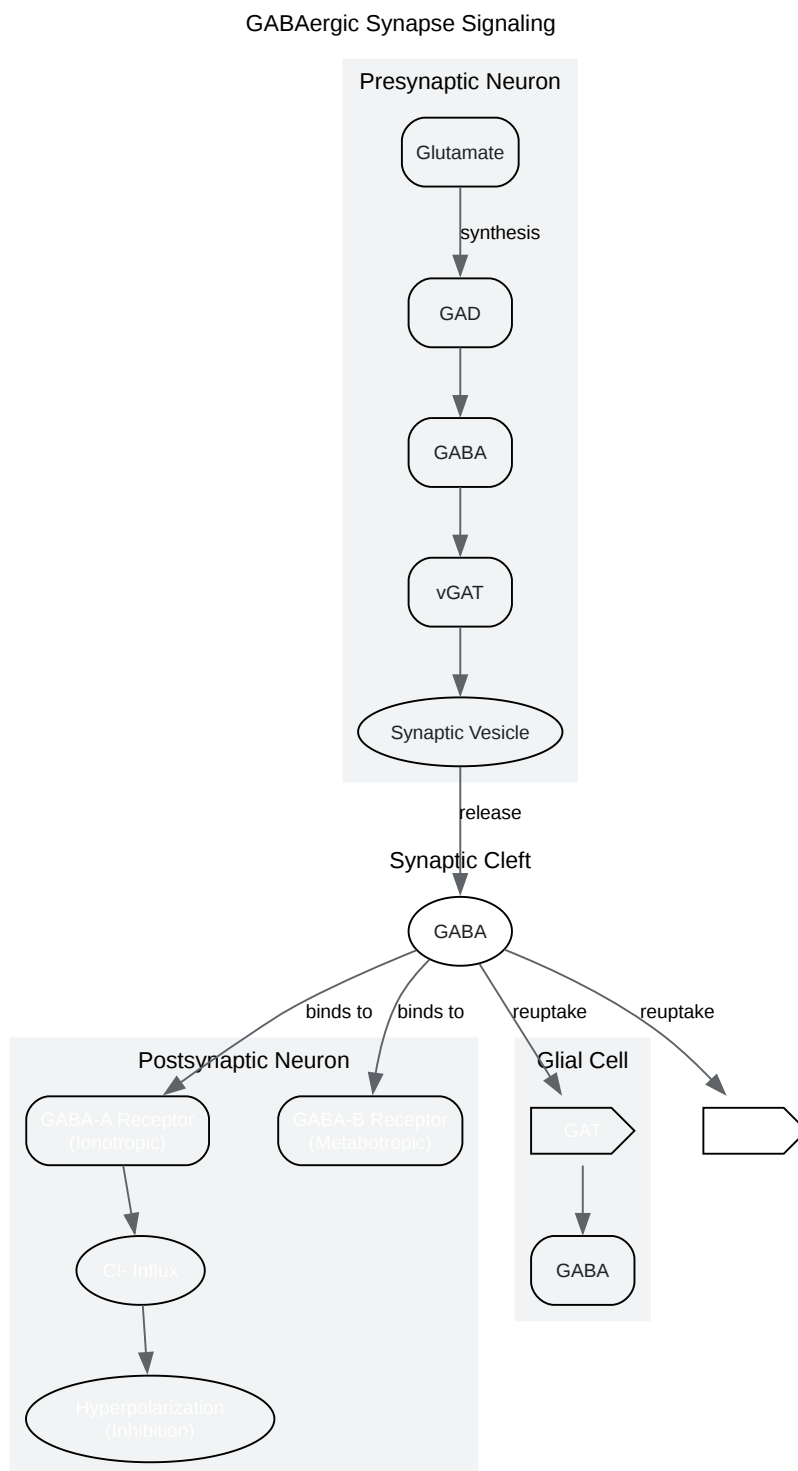 GABAergic Synapse Signaling
Presynaptic Neuron
Glutamate
synthesis
GAD
GABA
vGAT
Synaptic Vesicle
release
Synaptic Cleft
GABA
binds to
binds to
reuptake
reuptake
Postsynaptic Neuron
Glial Cell
GABA-A Receptor
(Ionotropic)
GABA-B Receptor
(Metabotropic)
GAT
Cl- Influx
GABA
Hyperpolarization
(Inhibition)